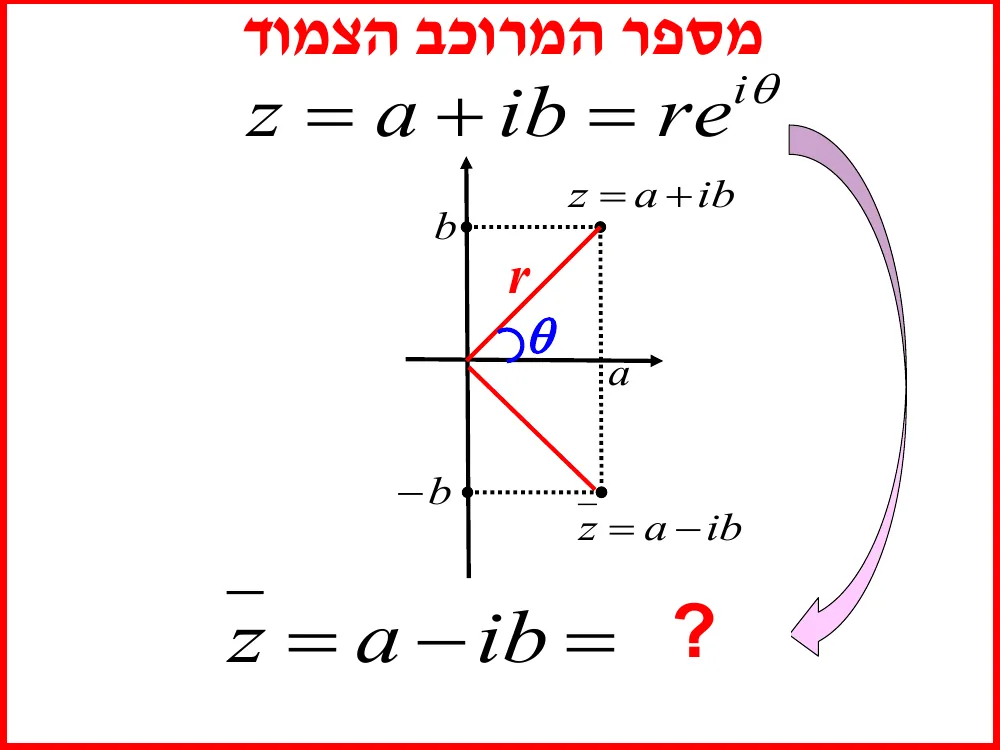 מספר המרוכב הצמוד
z = a + ib = re^{iθ}
z = a + ib
b
r
θ
a
−b
z̅ = a − ib
z̅ = a − ib = ?